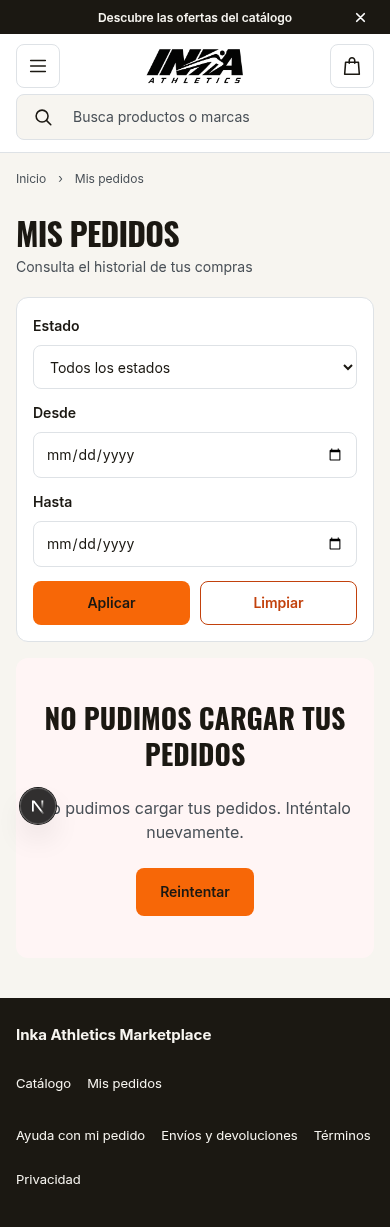 Descubre las ofertas del catálogo
INKA
ATHLETICS
Busca productos o marcas
Inicio › Mis pedidos
MIS PEDIDOS
Consulta el historial de tus compras
Estado
Todos los estados
Desde
mm/dd/yyyy
Hasta
mm/dd/yyyy
Aplicar Limpiar
NO PUDIMOS CARGAR TUS
PEDIDOS
pudimos cargar tus pedidos. Inténtalo
nuevamente.
N
Reintentar
Inka Athletics Marketplace
Catálogo Mis pedidos
Ayuda con mi pedido Envíos y devoluciones Términos
Privacidad